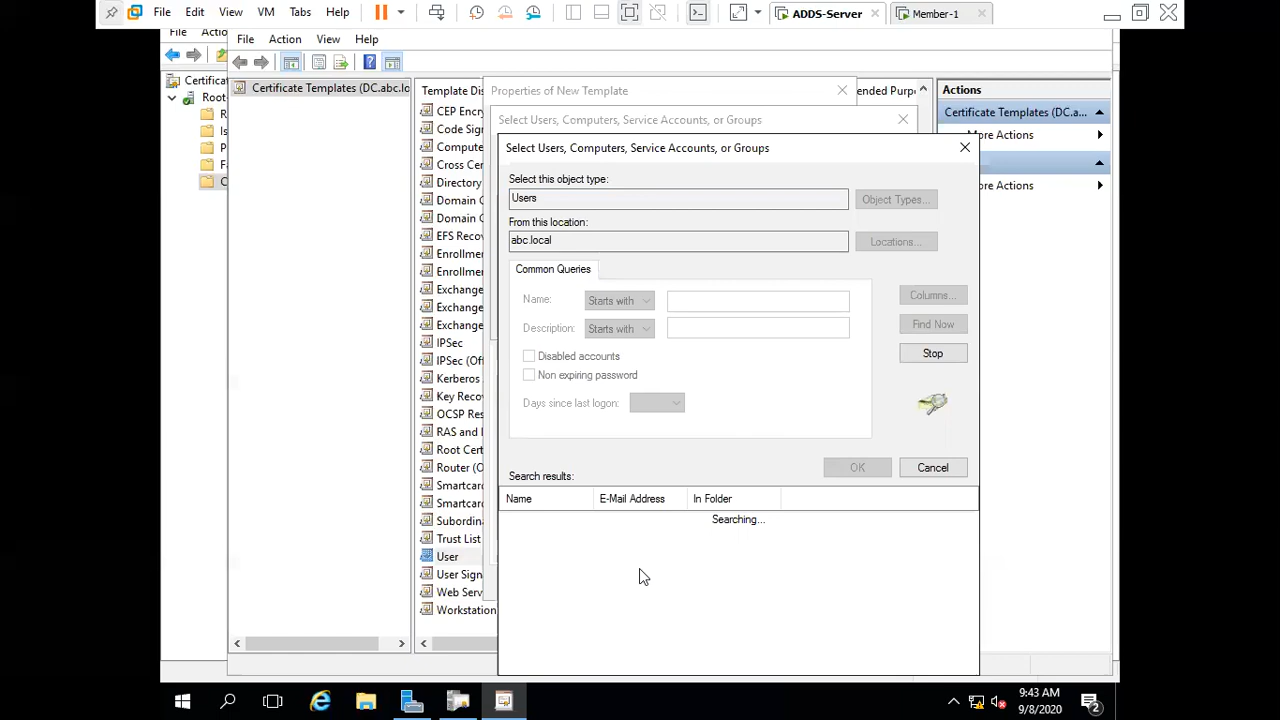 File Edit View VM Tabs Help
ADDS-Server
Member-1
File
File Action View Help
Certificate Templates (DC.abc.lo
Template Dis
CEP Encry
Code Sign
Compute
Cross Cer
Directory
Domain
EFS Reco
Enrollme
Enrollme
Exchange
Exchange
Exchange
IPSec
IPSec (Of
Kerberos
Key Reco
OCSP Res
RAS and I
Root Cert
Router (O
Smartcar
Smartcar
Subordina
Trust List
User
User Sign
Web Serv
Workstation
Properties of New Template
Select Users, Computers, Service Accounts, or Groups
Select Users, Computers, Service Accounts, or Groups
Select this object type:
Users
Object Types...
From this location:
abc.local
Locations...
Common Queries
Name: Starts with
Description: Starts with
Disabled accounts
Non expiring password
Days since last logon:
Columns...
Find Now
Stop
OK
Cancel
Search results:
Name E-Mail Address In Folder
Searching...
ended Purp
Actions
Certificate Templates (DC.a...
More Actions
ore Actions
9:43 AM
9/8/2020
2